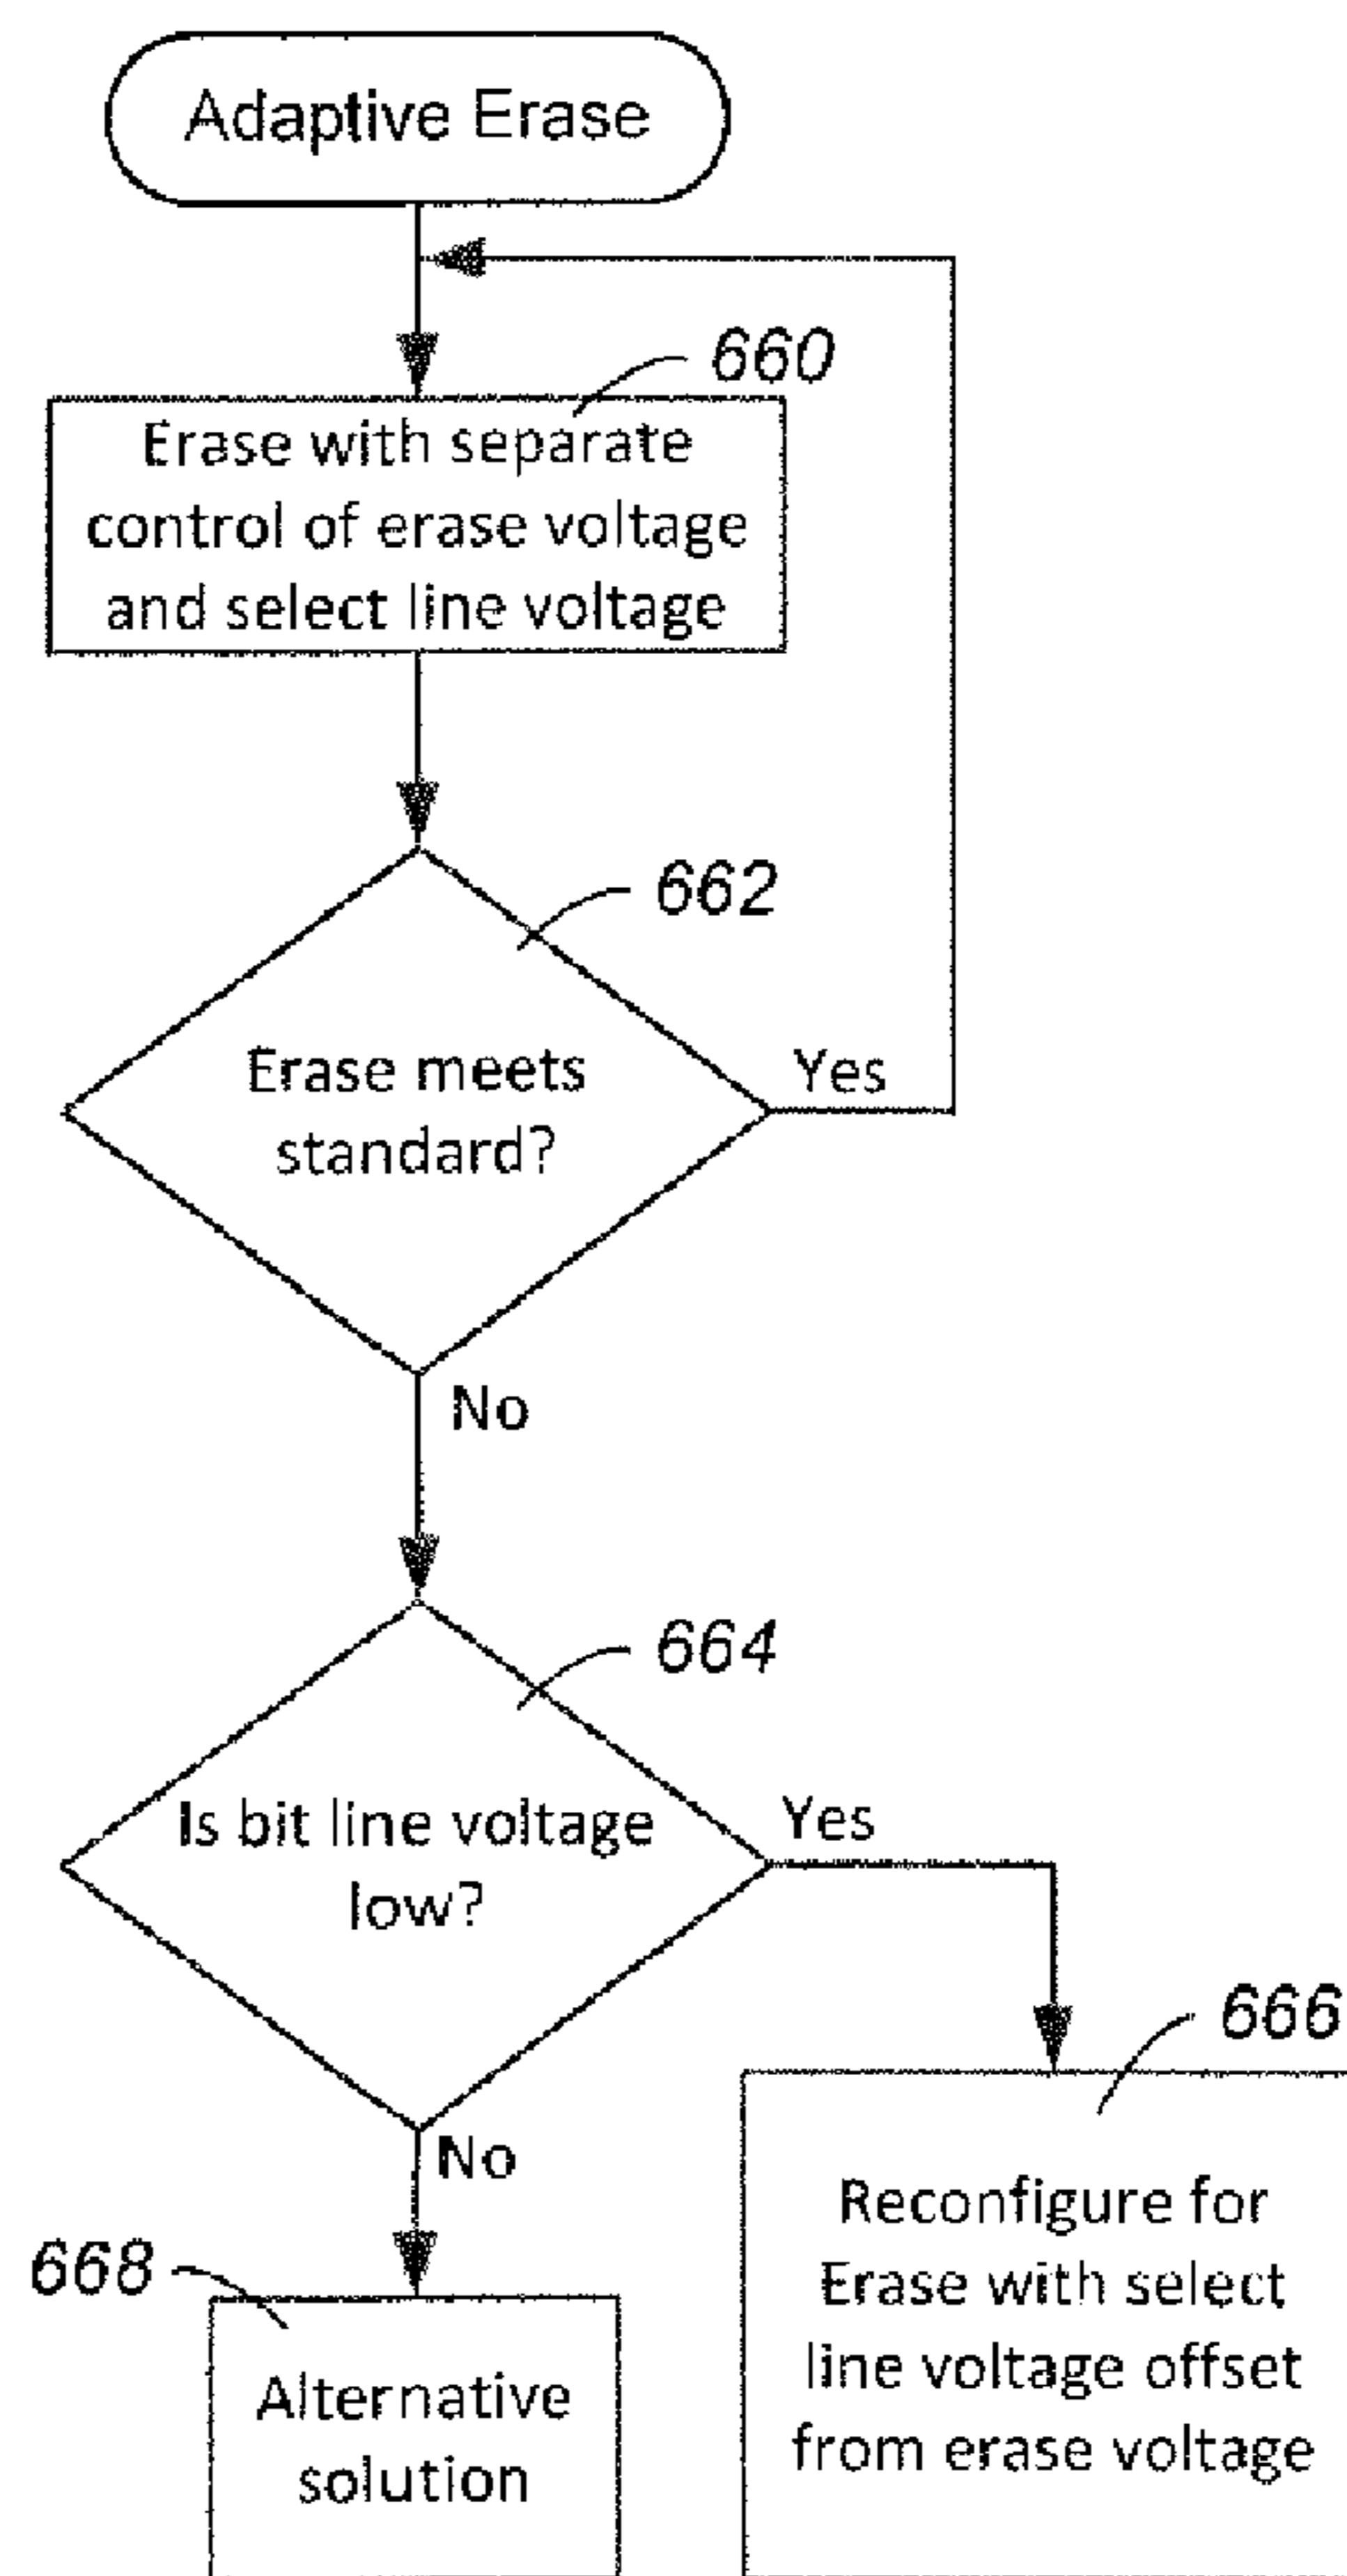 Adaptive Erase
660
Erase with separate
control of erase voltage
and select line voltage
662
Erase meets
standard?
Yes
No
664
Is bit line voltage
low?
Yes
No
666
Reconfigure for
Erase with select
line voltage offset
from erase voltage
668
Alternative
solution